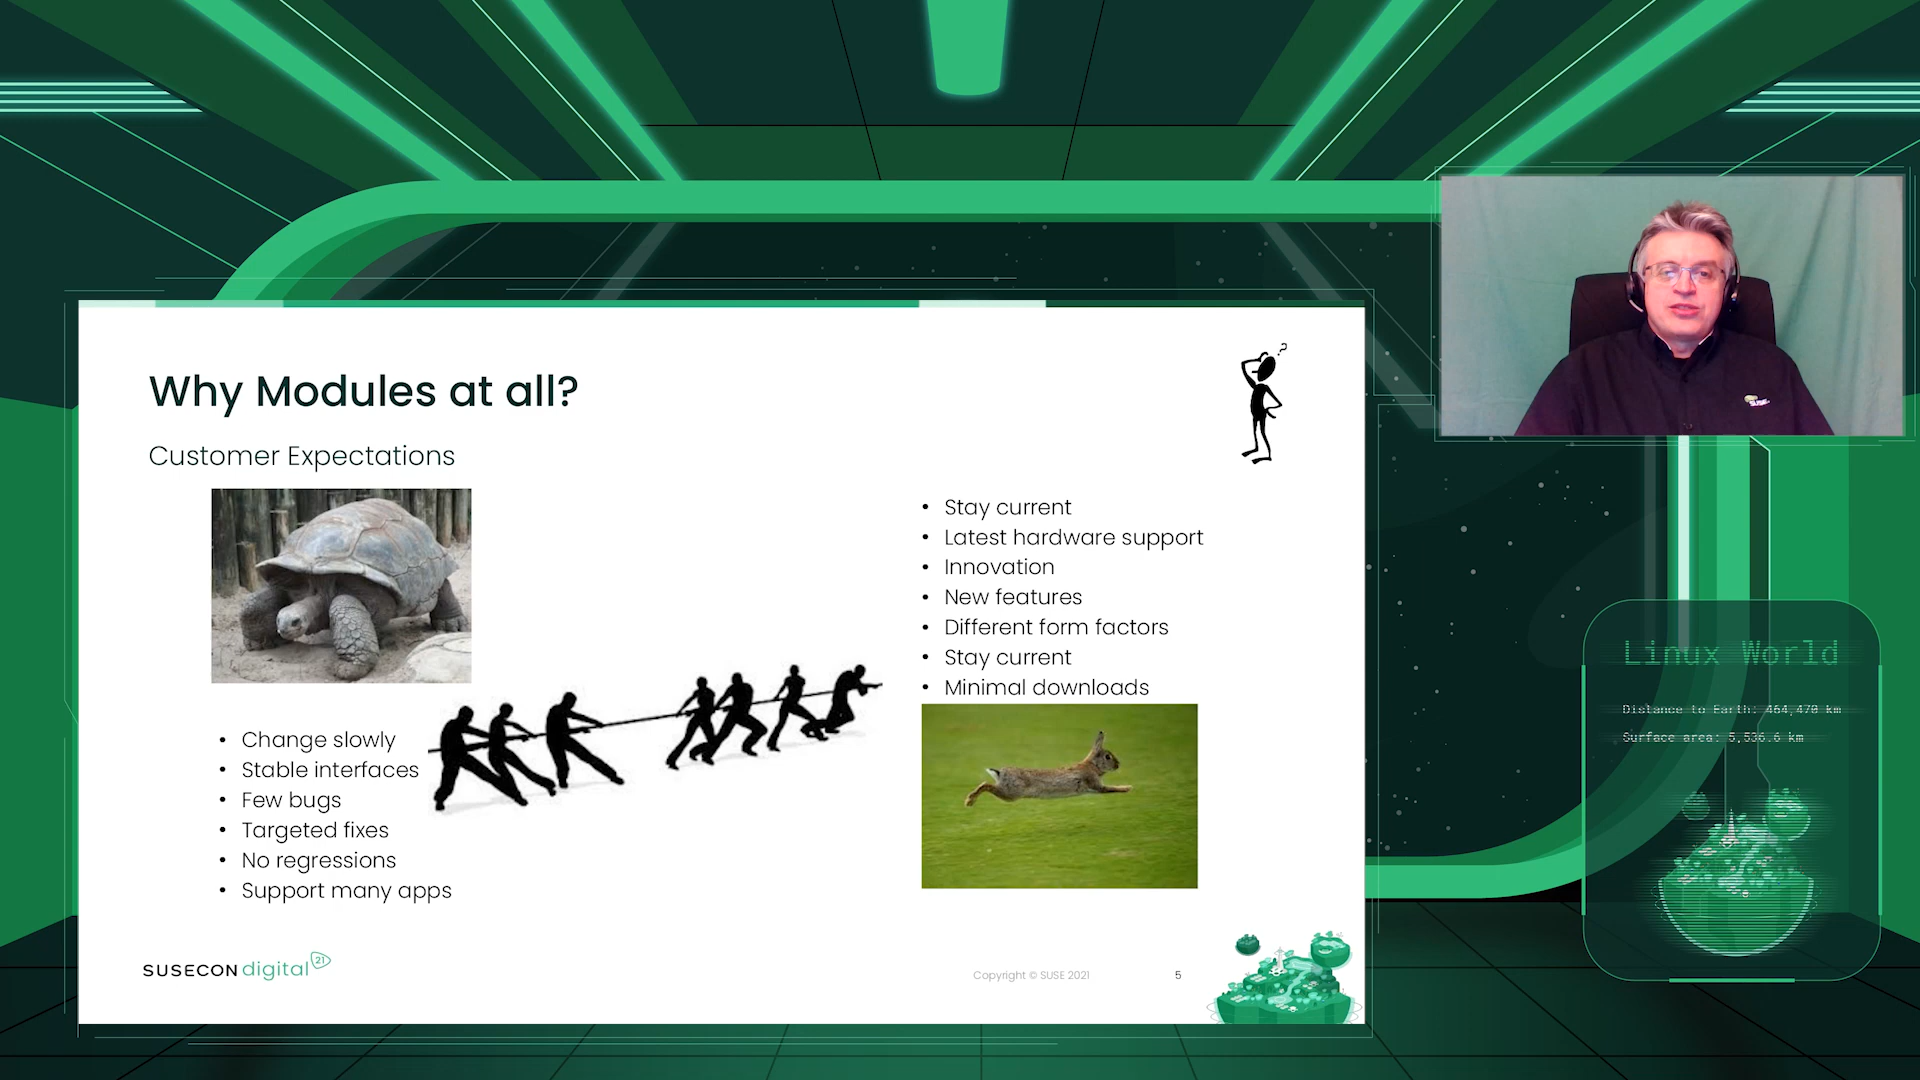 Why Modules at all?
Customer Expectations
• Change slowly
• Stable interfaces
• Few bugs
• Targeted fixes
• No regressions
• Support many apps
?
• Stay current
• Latest hardware support
• Innovation
• New features
• Different form factors
• Stay current
• Minimal downloads
SUSECON digital 21
Copyright © SUSE 2021
5
Linux World
Distance to Earth: 464,470 km
Surface area: 5,536.6 km